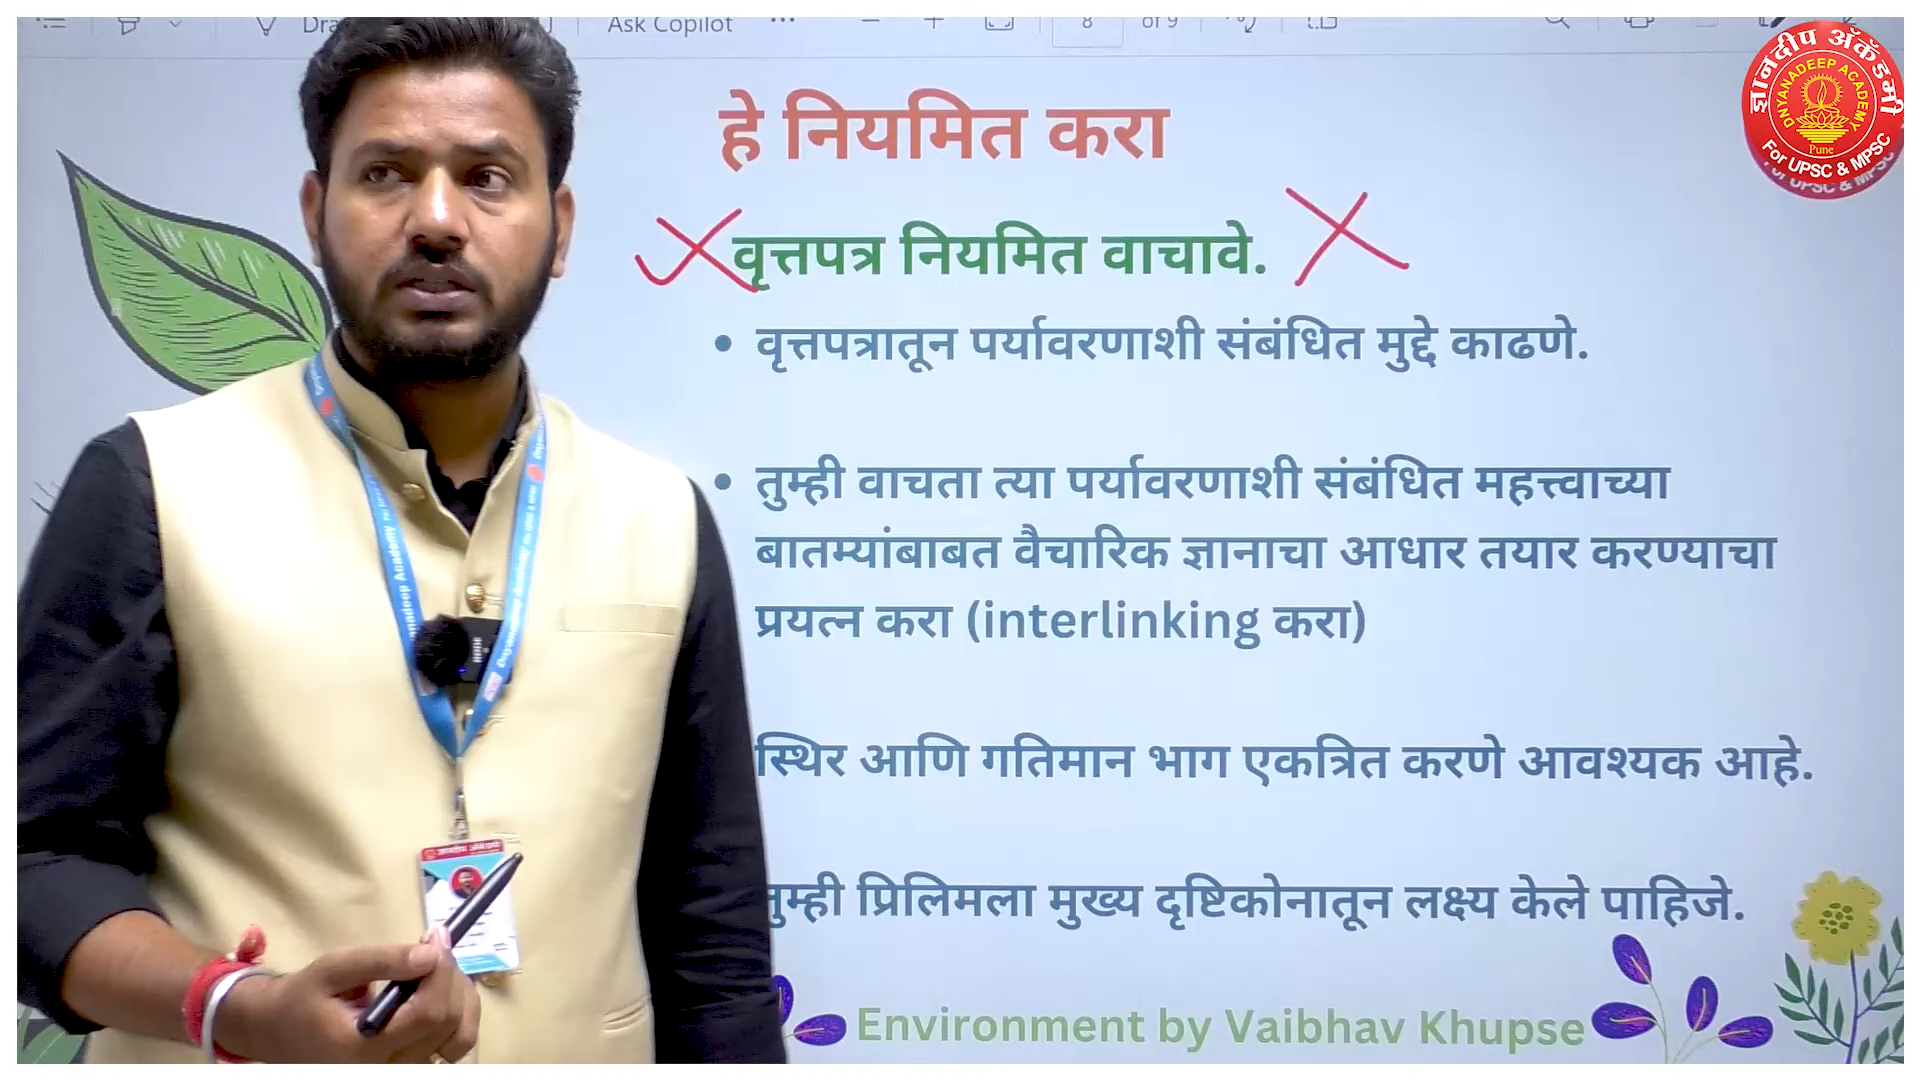 Ask Copilot
8 of 9
ज्ञानदीप ॲकॅडमी
DNYANADEEP ACADEMY
Pune
For UPSC & MPSC
हे नियमित करा
वृत्तपत्र नियमित वाचावे.
• वृत्तपत्रातून पर्यावरणाशी संबंधित मुद्दे काढणे.
• तुम्ही वाचता त्या पर्यावरणाशी संबंधित महत्त्वाच्या
बातम्यांबाबत वैचारिक ज्ञानाचा आधार तयार करण्याचा
प्रयत्न करा (interlinking करा)
स्थिर आणि गतिमान भाग एकत्रित करणे आवश्यक आहे.
तुम्ही प्रिलिमला मुख्य दृष्टिकोनातून लक्ष्य केले पाहिजे.
Environment by Vaibhav Khupse